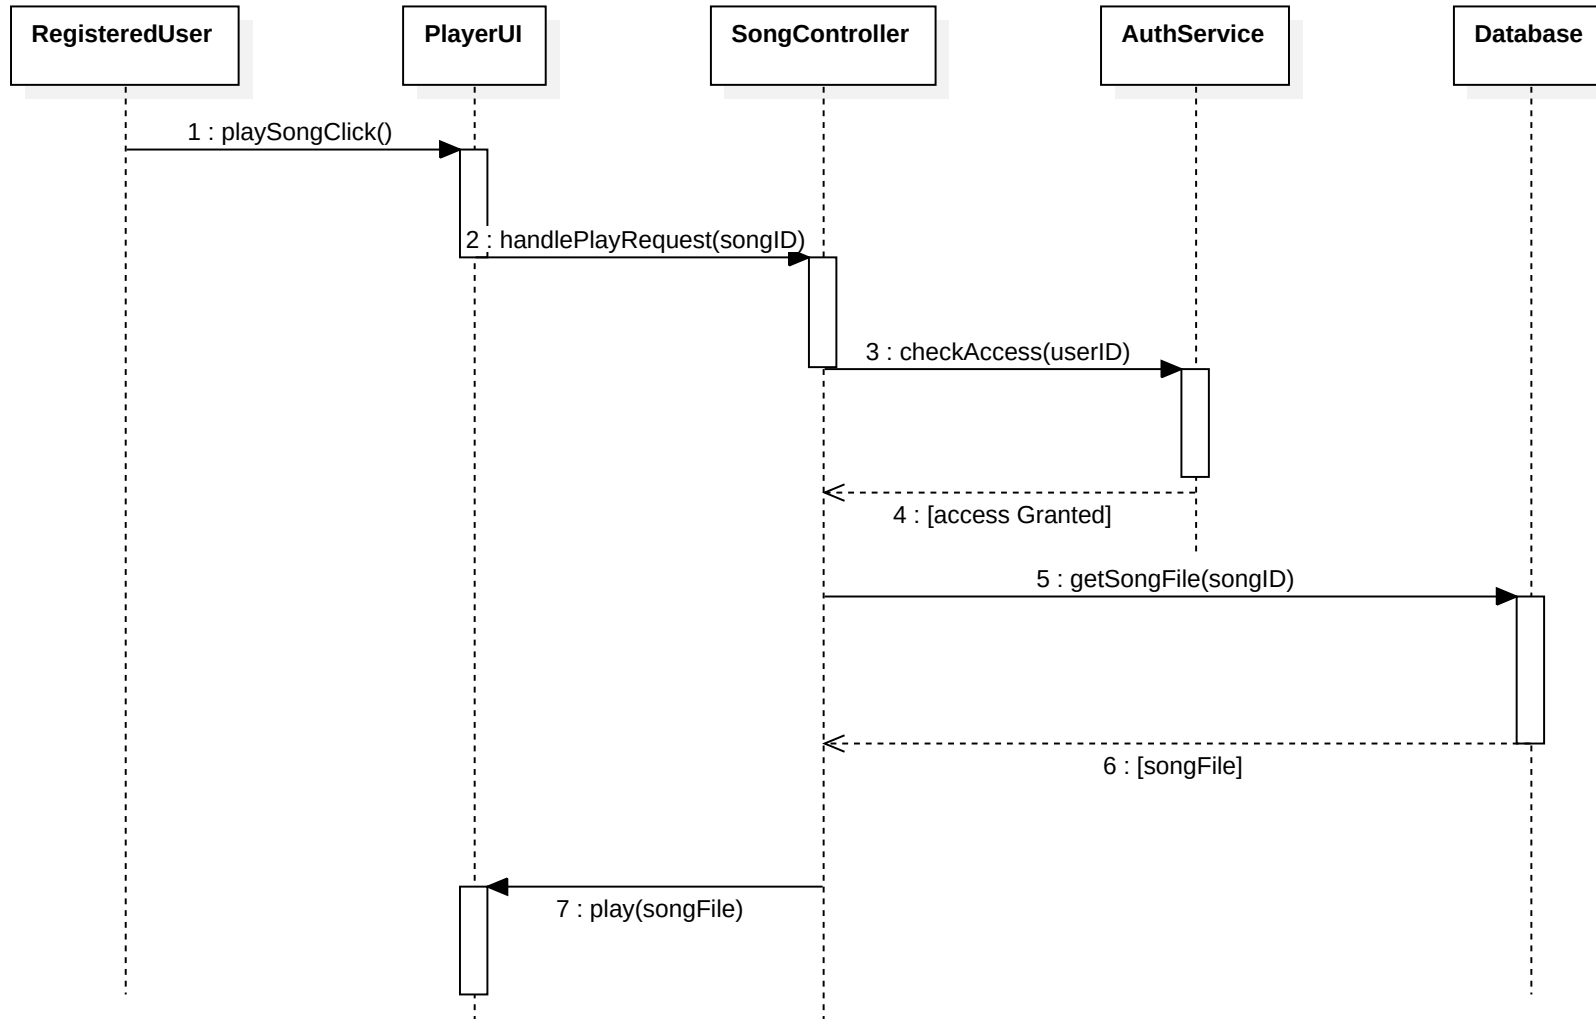 RegisteredUser
PlayerUI
SongController
AuthService
Database
1 : playSongClick()
2 : handlePlayRequest(songID)
3 : checkAccess(userID)
4 : [access Granted]
5 : getSongFile(songID)
6 : [songFile]
7 : play(songFile)